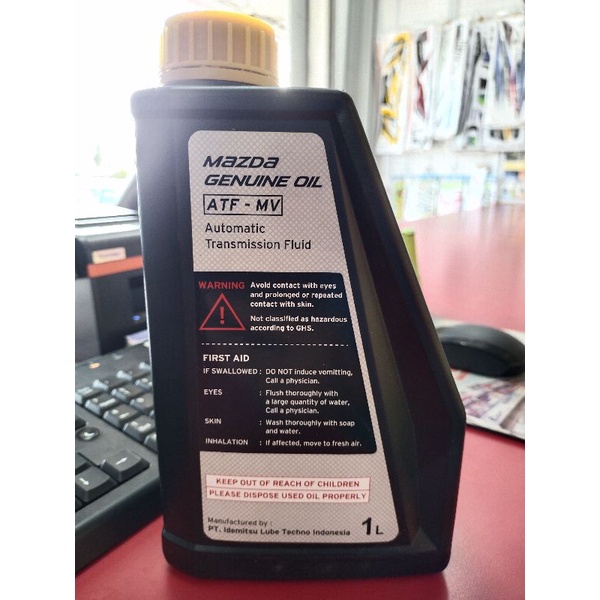 mazda
GENUINE OIL
ATF - MV
Automatic
Transmission Fluid
WARNING
Avoid contact with eyes
and prolonged or repeated
contact with skin.
Not classified as hazardous
according to GHS.
FIRST AID
IF SWALLOWED : DO NOT induce vomitting,
Call a physician.
EYES : Flush thoroughly with
a large quantity of water,
Call a physician.
SKIN : Wash thoroughly with soap
and water.
INHALATION : If affected, move to fresh air.
KEEP OUT OF REACH OF CHILDREN
PLEASE DISPOSE USED OIL PROPERLY
Manufactured by :
PT. Idemitsu Lube Techno Indonesia
1L